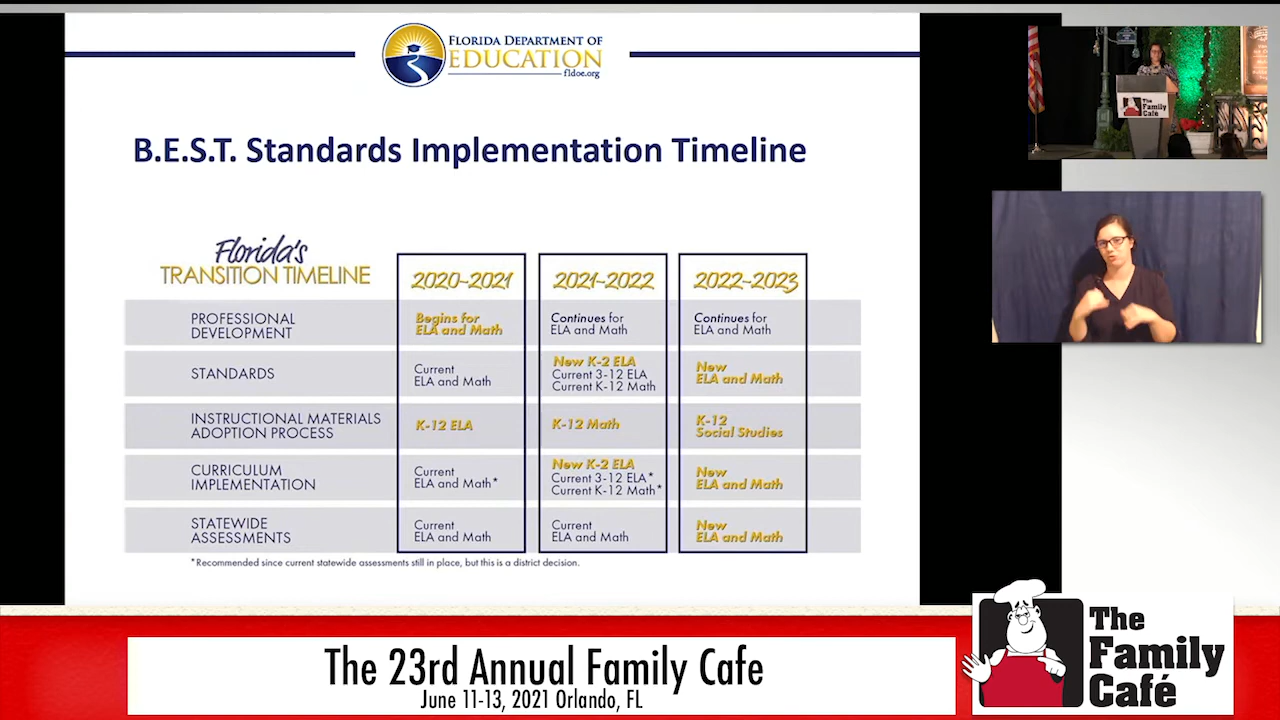 FLORIDA DEPARTMENT OF
EDUCATION
fldoe.org
B.E.S.T. Standards Implementation Timeline
Florida's
TRANSITION TIMELINE
2020-2021
2021-2022
2022-2023
PROFESSIONAL
DEVELOPMENT
Begins for
ELA and Math
Continues for
ELA and Math
Continues for
ELA and Math
STANDARDS
Current
ELA and Math
New K-2 ELA
Current 3-12 ELA
Current K-12 Math
New
ELA and Math
INSTRUCTIONAL MATERIALS
ADOPTION PROCESS
K-12 ELA
K-12 Math
K-12
Social Studies
CURRICULUM
IMPLEMENTATION
Current
ELA and Math*
New K-2 ELA
Current 3-12 ELA*
Current K-12 Math*
New
ELA and Math
STATEWIDE
ASSESSMENTS
Current
ELA and Math
Current
ELA and Math
New
ELA and Math
*Recommended since current statewide assessments still in place, but this is a district decision.
The
Family
Café
The 23rd Annual Family Cafe
June 11-13, 2021 Orlando, FL
The
Family
Café